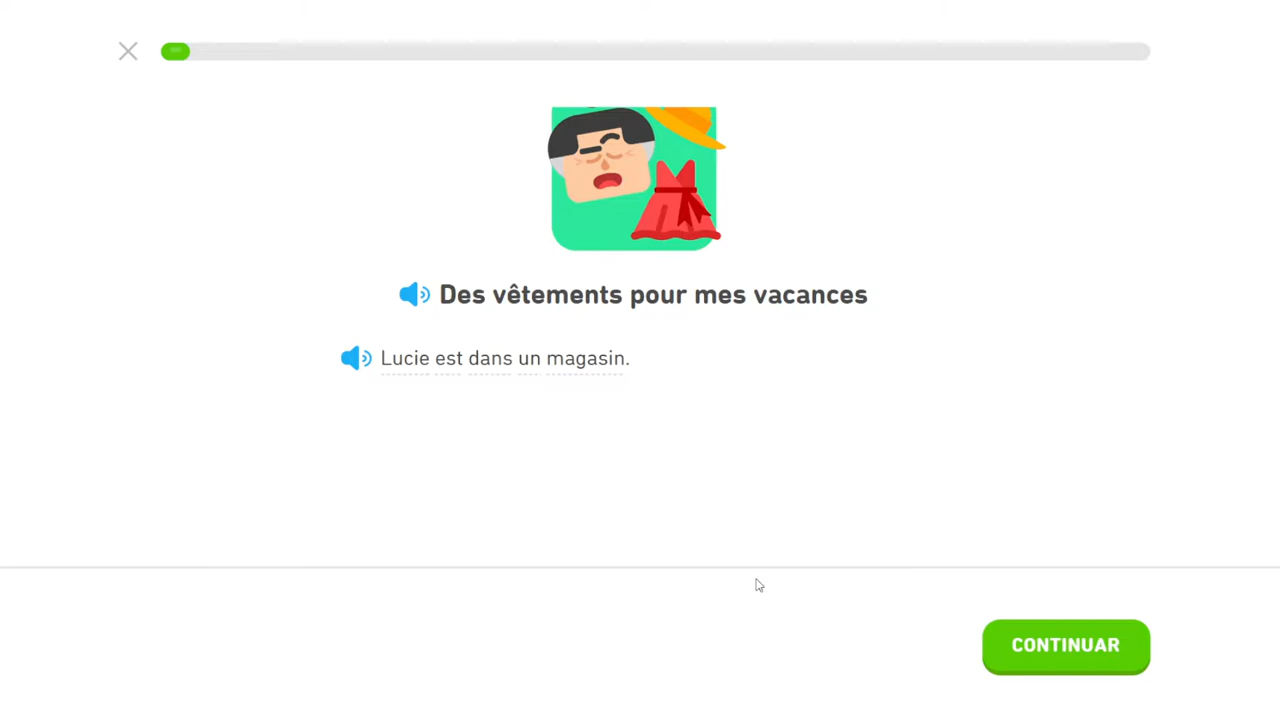 Des vêtements pour mes vacances
Lucie est dans un magasin.
CONTINUAR